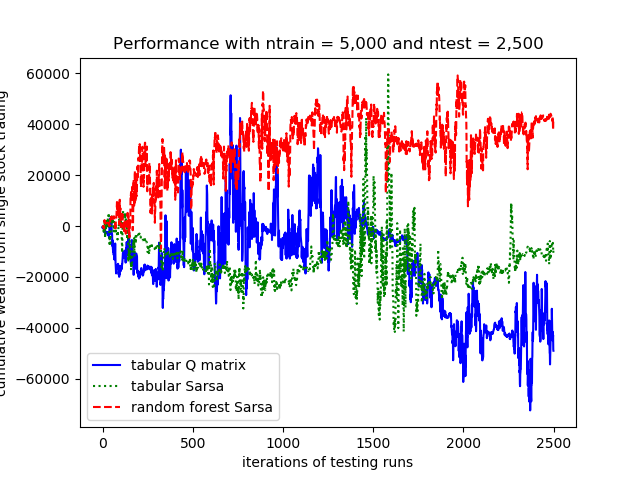 Performance with ntrain = 5,000 and ntest = 2,500
cumulative wealth from single stock trading
60000
40000
20000
0
−20000
−40000
−60000
tabular Q matrix
tabular Sarsa
random forest Sarsa
0 500 1000 1500 2000 2500
iterations of testing runs